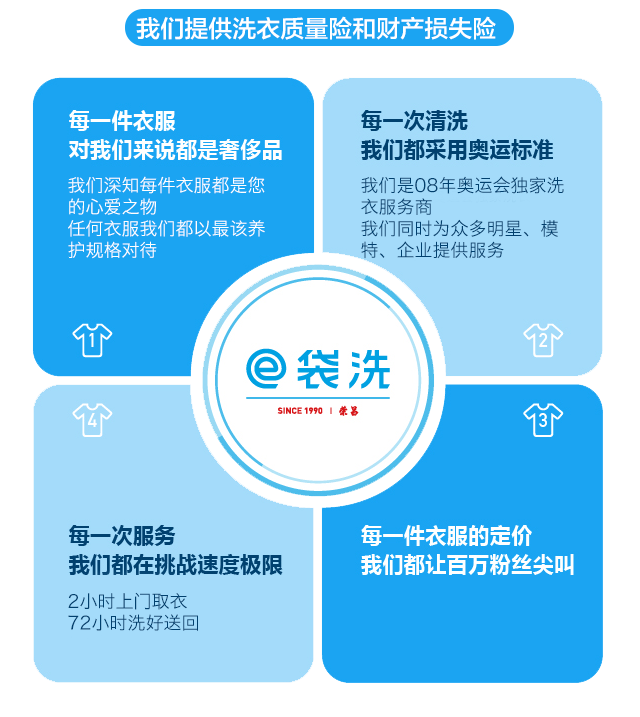 我们提供洗衣质量险和财产损失险
每一件衣服
对我们来说都是奢侈品
我们深知每件衣服都是您
的心爱之物
任何衣服我们都以最该养
护规格对待
1
每一次清洗
我们都采用奥运标准
我们是08年奥运会独家洗
衣服务商
我们同时为众多明星、模
特、企业提供服务
2
e袋洗
SINCE 1990 | 荣昌
4
每一次服务
我们都在挑战速度极限
2小时上门取衣
72小时洗好送回
3
每一件衣服的定价
我们都让百万粉丝尖叫